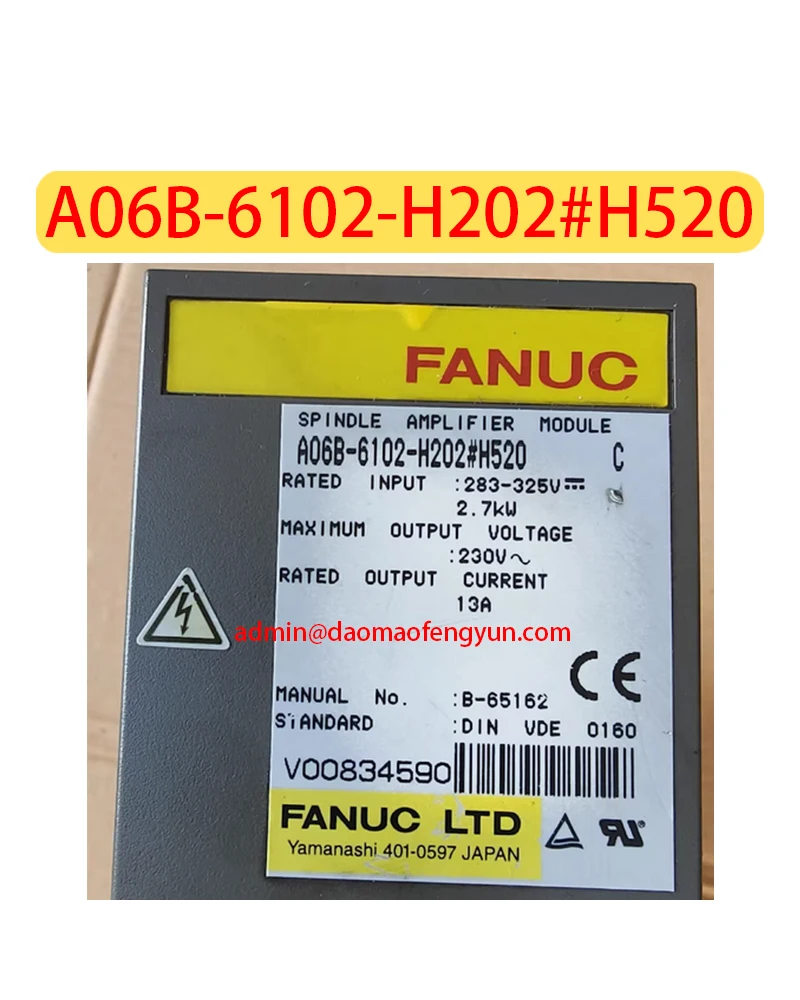 A06B-6102-H202#H520
FANUC
SPINDLE AMPLIFIER MODULE
A06B-6102-H202#H520 C
RATED INPUT :283-325V⎓
2.7kW
MAXIMUM OUTPUT VOLTAGE
:230V~
RATED OUTPUT CURRENT
13A
admin@daomaofengyun.com
CE
MANUAL No. :B-65162
STANDARD :DIN VDE 0160
V00834590
FANUC LTD
Yamanashi 401-0597 JAPAN